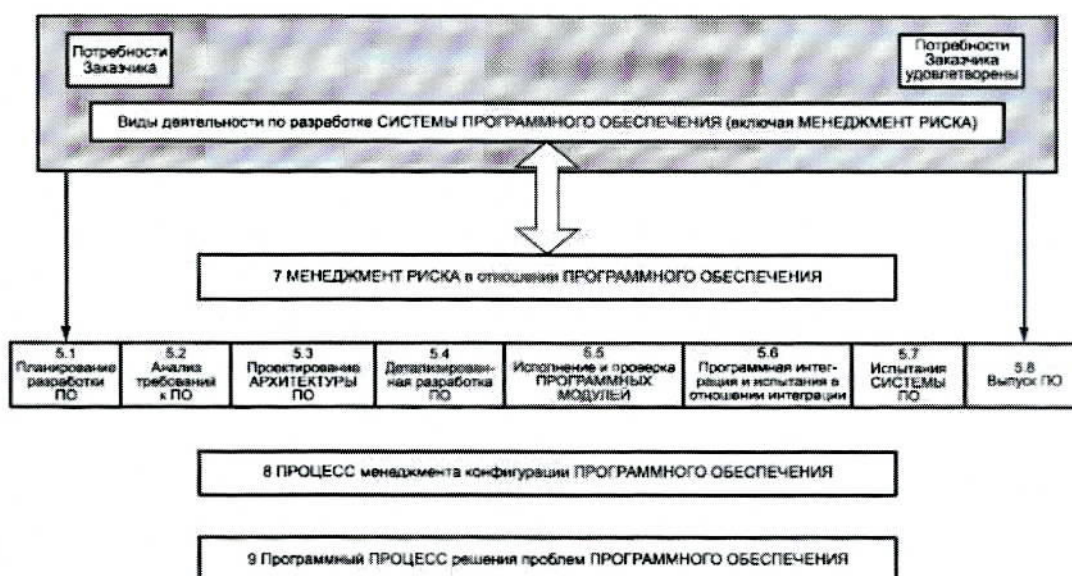 Потребности
Заказчика
Потребности
Заказчика
удовлетворены
Виды деятельности по разработке СИСТЕМЫ ПРОГРАММНОГО ОБЕСПЕЧЕНИЯ (включая МЕНЕДЖМЕНТ РИСКА)
7 МЕНЕДЖМЕНТ РИСКА в отношении ПРОГРАММНОГО ОБЕСПЕЧЕНИЯ
5.1
Планирование
разработки
ПО
5.2
Анализ
требований
к ПО
5.3
Проектирование
АРХИТЕКТУРЫ
ПО
5.4
Детализирован-
ная разработка
ПО
5.5
Исполнение и проверка
ПРОГРАММНЫХ
МОДУЛЕЙ
5.6
Программная интег-
рация и испытания в
отношении интеграции
5.7
Испытания
СИСТЕМЫ
ПО
5.8
Выпуск ПО
8 ПРОЦЕСС менеджмента конфигурации ПРОГРАММНОГО ОБЕСПЕЧЕНИЯ
9 Программный ПРОЦЕСС решения проблем ПРОГРАММНОГО ОБЕСПЕЧЕНИЯ